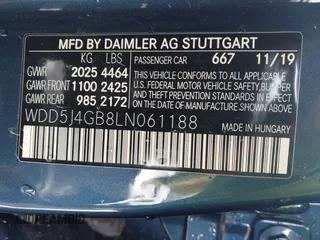 MFD BY DAIMLER AG STUTTGART
KG LBS PASSENGER CAR 667 11/19
GVWR 2025 4464 THIS VEHICLE CONFORMS TO ALL APPLICABLE
GAWR FRONT 1100 2425 U.S. FEDERAL MOTOR VEHICLE SAFETY, BUMPER
GAWR REAR 985 2172 AND THEFT PREVENTION STANDARDS IN EFFECT
ON THE DATE OF MANUFACTURE SHOWN ABOVE.
WDD5J4GB8LN061188
MADE IN HUNGARY